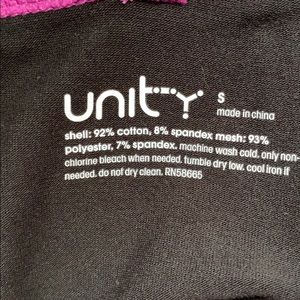 unity
S
made in china
shell: 92% cotton, 8% spandex mesh: 93%
polyester, 7% spandex. machine wash cold. only non-
chlorine bleach when needed. tumble dry low. cool iron if
needed. do not dry clean. RN58665